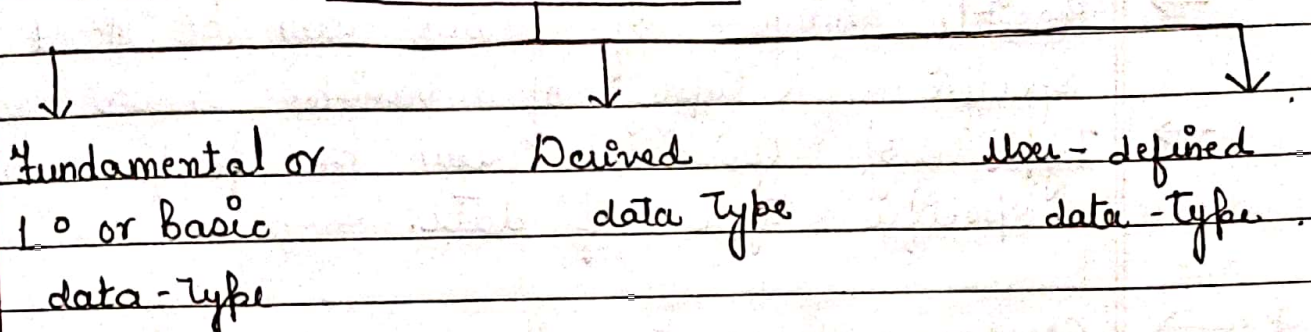 Fundamental or
1° or Basic
data-Type
Derived
data Type
User-defined
data-Type.